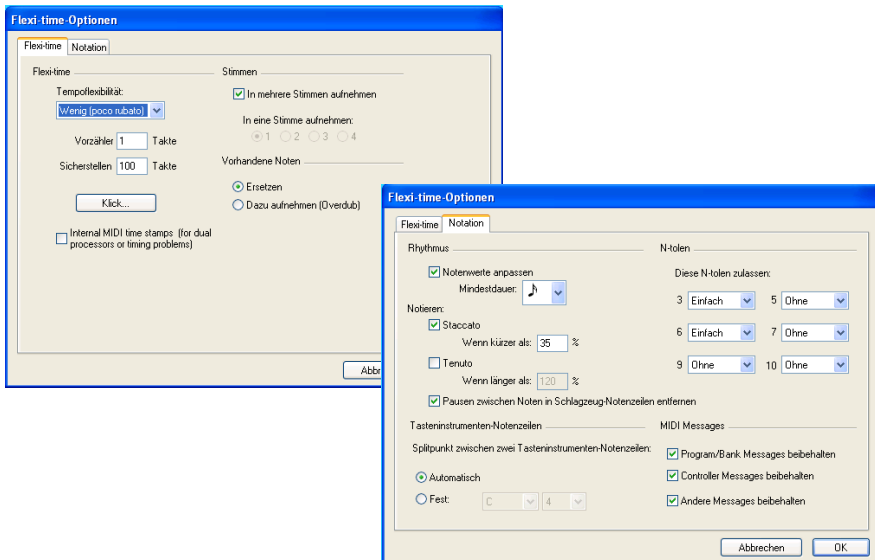 Flexi-time-Optionen
Flexi-time Notation
Flexi-time
Tempoflexibilität:
Wenig (poco rubato)
Vorzähler 1 Takte
Sicherstellen 100 Takte
Klick...
Internal MIDI time stamps (for dual
processors or timing problems)
Stimmen
In mehrere Stimmen aufnehmen
In eine Stimme aufnehmen:
1 2 3 4
Vorhandene Noten
Ersetzen
Dazu aufnehmen (Overdub)
Abbr
Flexi-time-Optionen
Flexi-time Notation
Rhythmus
Notenwerte anpassen
Mindestdauer:
Notieren:
Staccato
Wenn kürzer als: 35 %
Tenuto
Wenn länger als: 120 %
Pausen zwischen Noten in Schlagzeug-Notenzeilen entfernen
N-tolen
Diese N-tolen zulassen:
3 Einfach 5 Ohne
6 Einfach 7 Ohne
9 Ohne 10 Ohne
Tasteninstrumenten-Notenzeilen
Splitpunkt zwischen zwei Tasteninstrumenten-Notenzeilen:
Automatisch
Fest: C 4
MIDI Messages
Program/Bank Messages beibehalten
Controller Messages beibehalten
Andere Messages beibehalten
Abbrechen OK